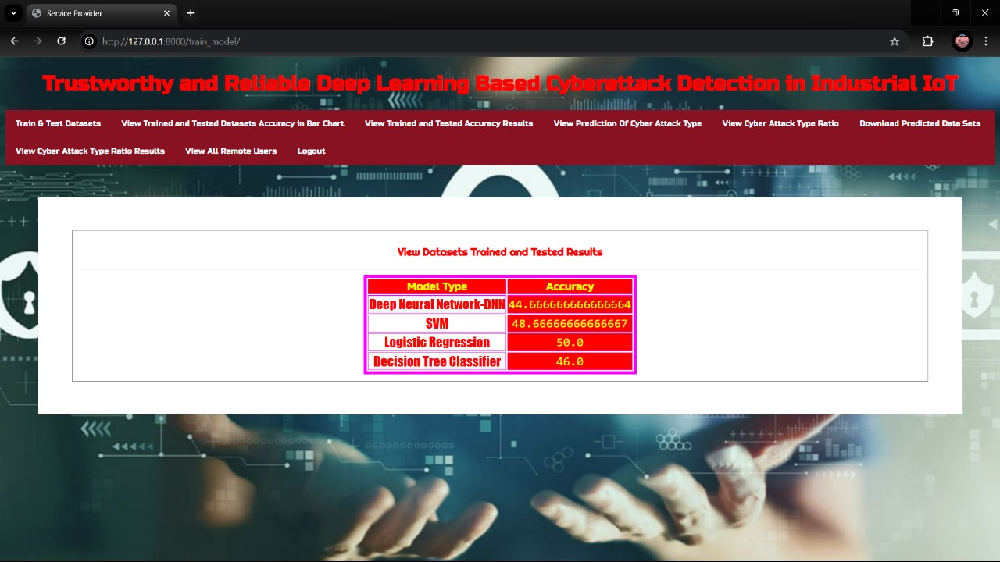 Service Provider
http://127.0.0.1:8000/train_model/
Trustworthy and Reliable Deep Learning Based Cyberattack Detection in Industrial IoT
Train & Test Datasets View Trained and Tested Datasets Accuracy in Bar Chart View Trained and Tested Accuracy Results View Prediction Of Cyber Attack Type View Cyber Attack Type Ratio Download Predicted Data Sets
View Cyber Attack Type Ratio Results View All Remote Users Logout
View Datasets Trained and Tested Results
Model Type Accuracy
Deep Neural Network-DNN 44.666666666666664
SVM 48.66666666666667
Logistic Regression 50.0
Decision Tree Classifier 46.0